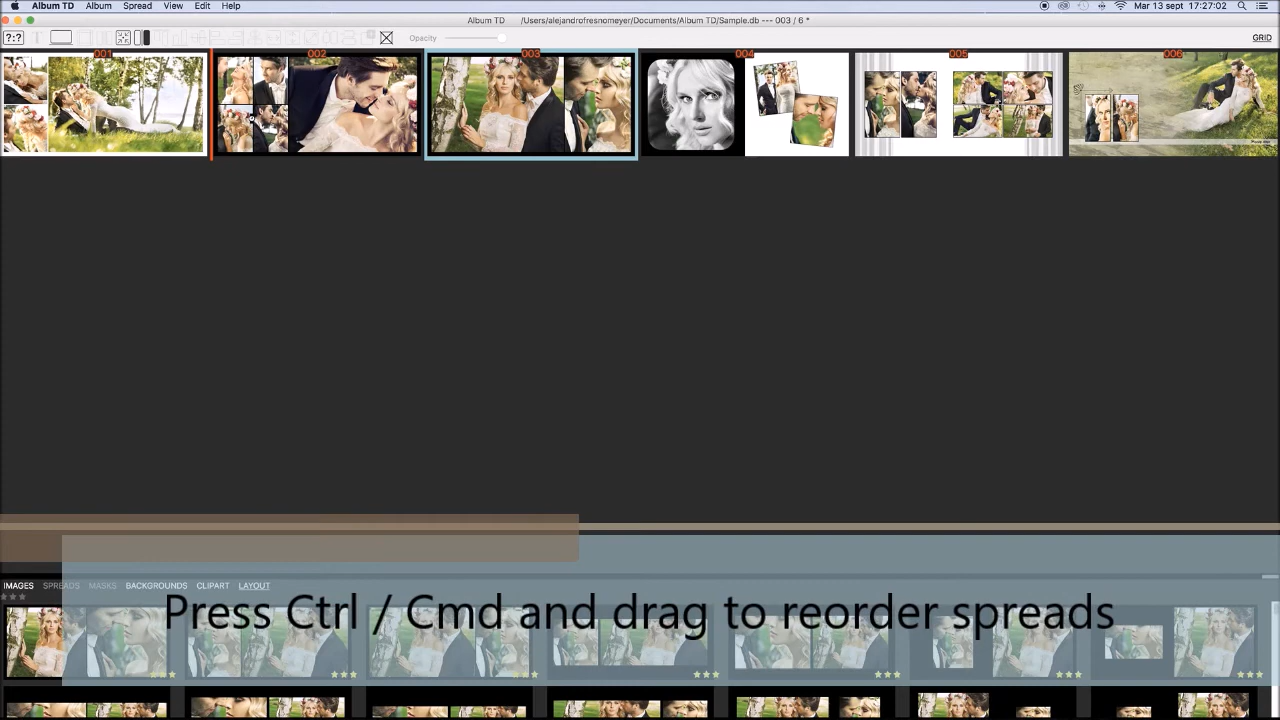 Album TD Album Spread View Edit Help
Mar 13 sept 17:27:02
Album TD /Users/alejandrofresnomeyer/Documents/Album TD/Sample.db --- 003 / 6 *
?:? T Opacity GRID
001 002 003 004 005 006
IMAGES SPREADS MASKS BACKGROUNDS CLIPART LAYOUT
Press Ctrl / Cmd and drag to reorder spreads